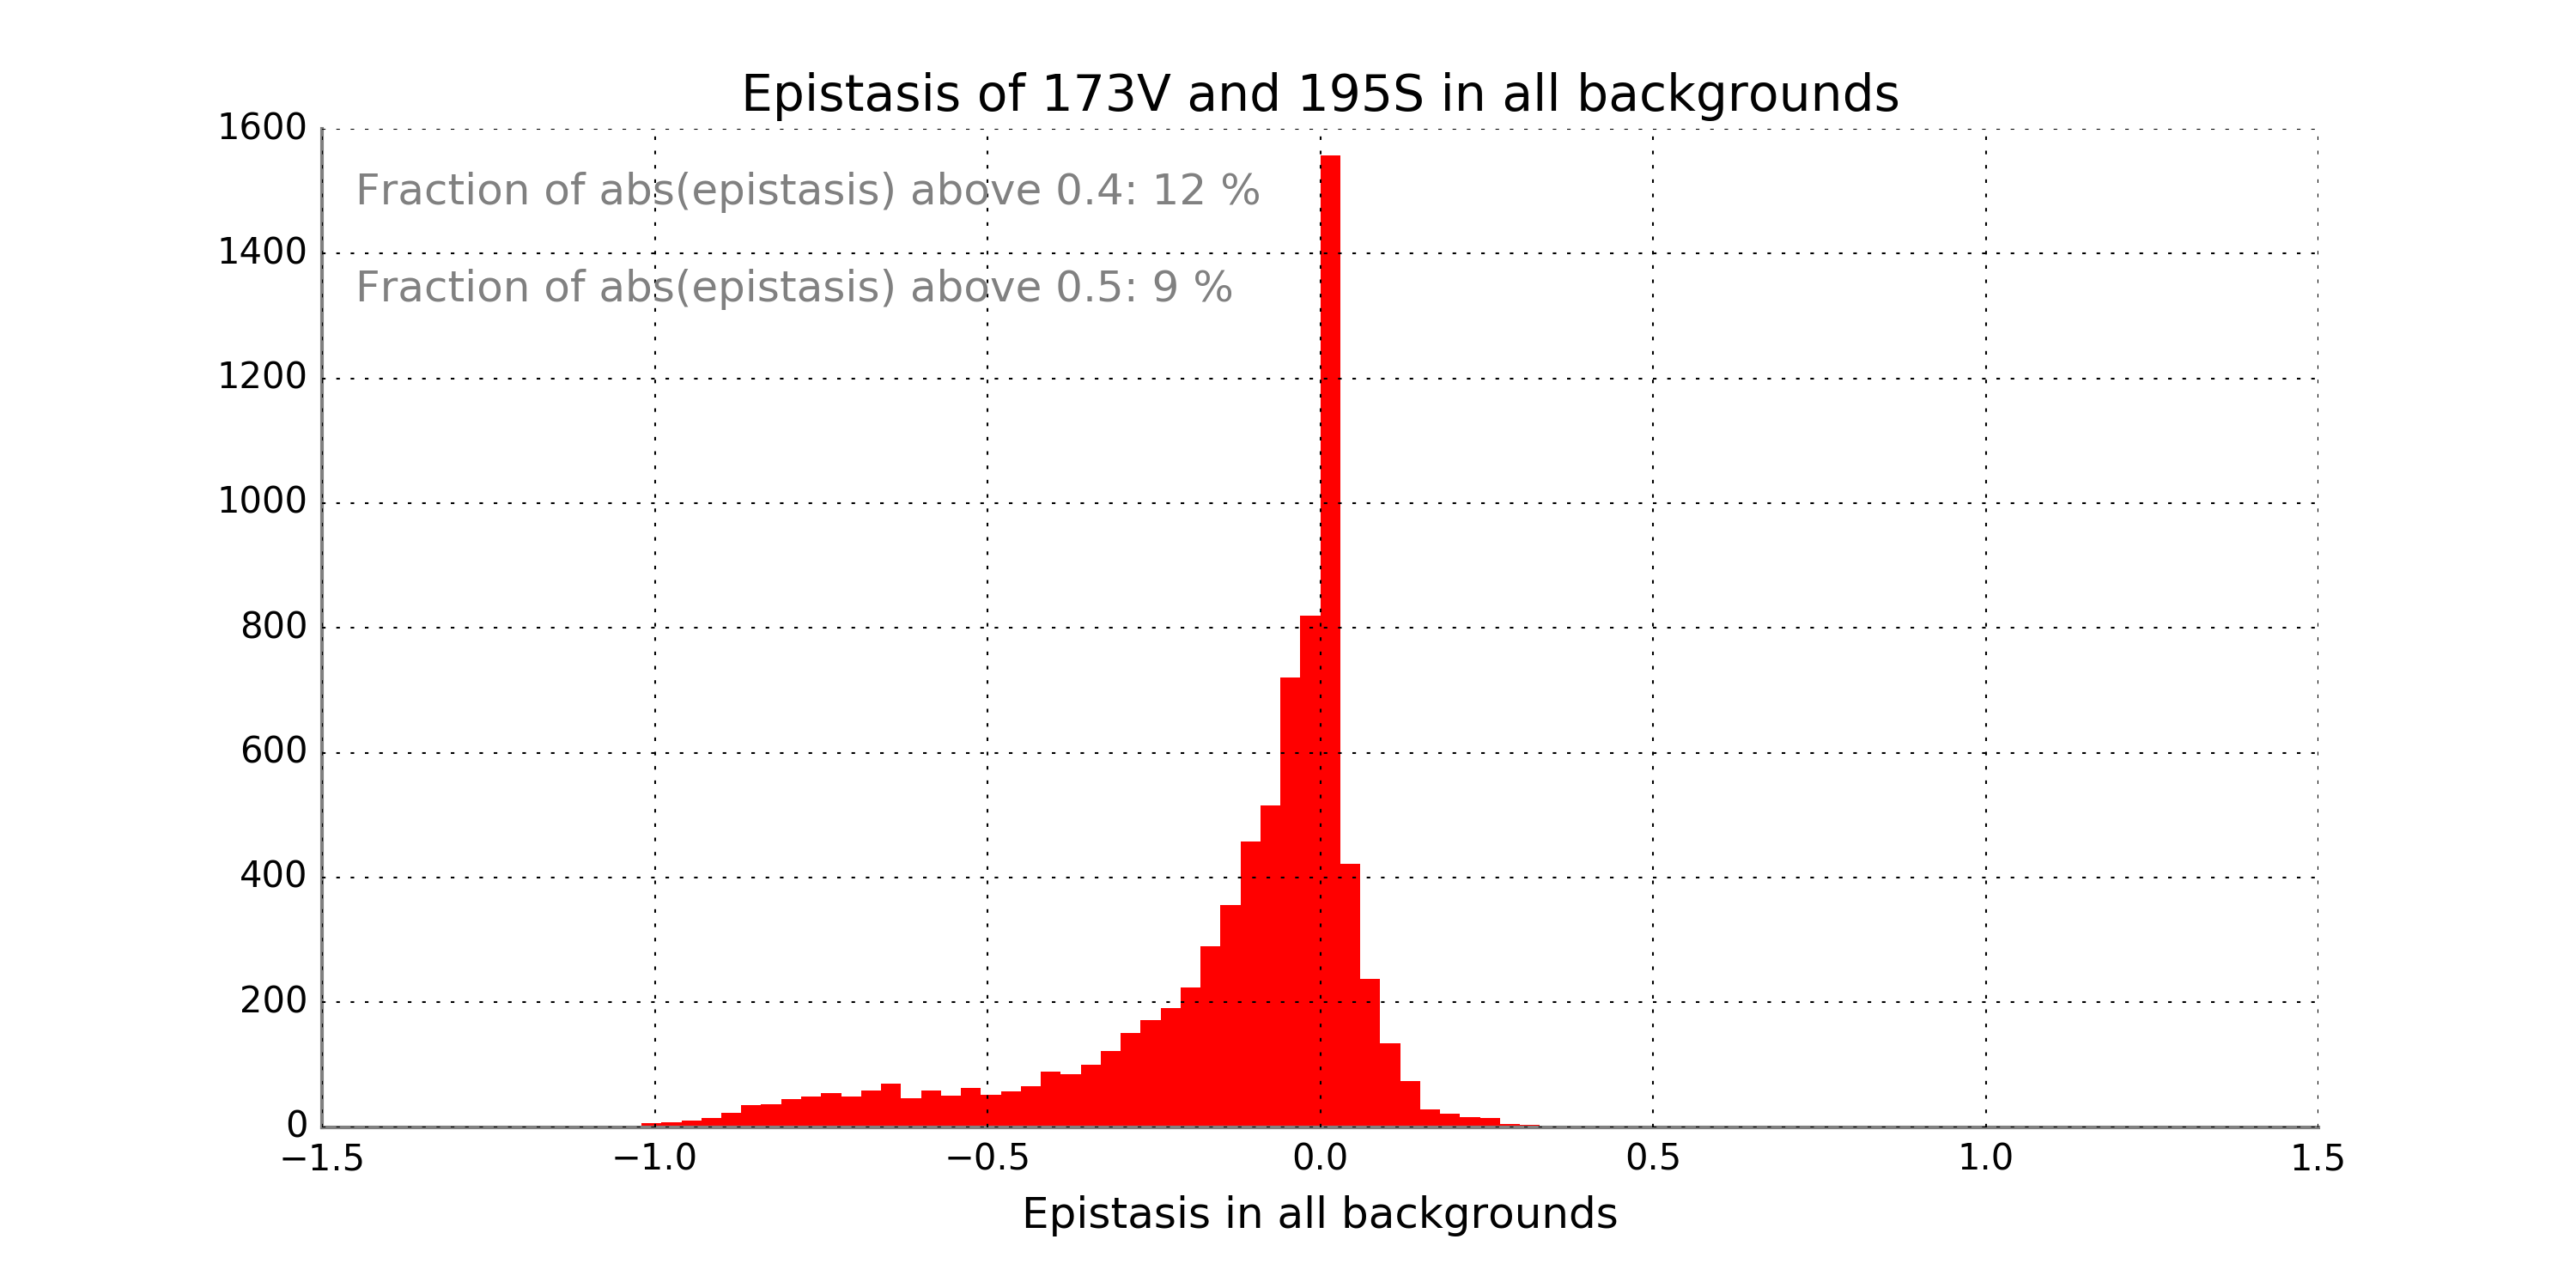 Epistasis of 173V and 195S in all backgrounds
1600
1400
1200
1000
800
600
400
200
0
Fraction of abs(epistasis) above 0.4: 12 %
Fraction of abs(epistasis) above 0.5: 9 %
−1.5 −1.0 −0.5 0.0 0.5 1.0 1.5
Epistasis in all backgrounds